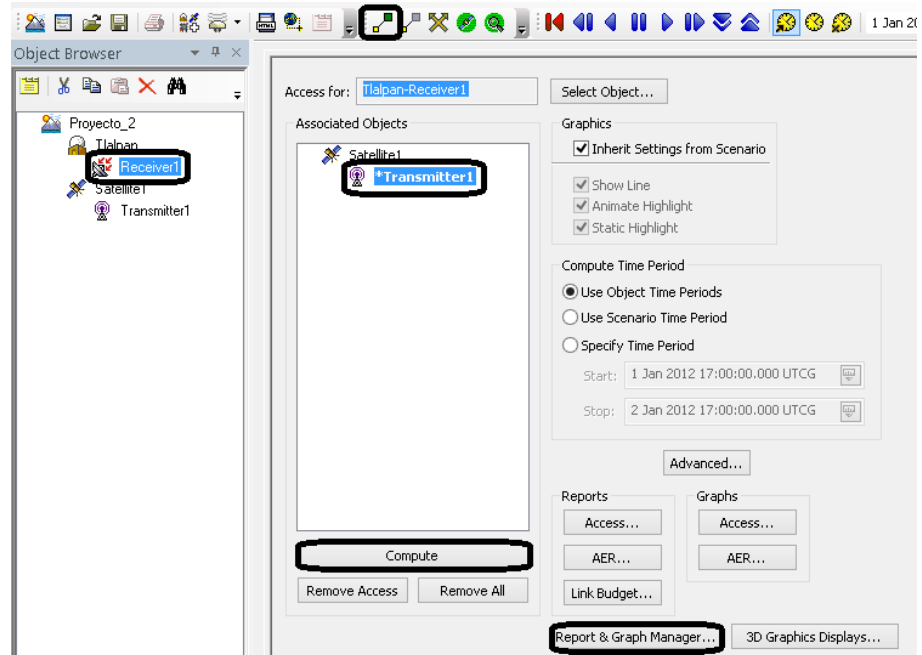 HTML
1 Jan 20
Object Browser
Access for: Tlalpan-Receiver1
Select Object...
Proyecto_2
Tlalpan
Receiver1
Satellite1
Transmitter1
Associated Objects
Satellite1
*Transmitter1
Compute
Remove Access
Remove All
Graphics
Inherit Settings from Scenario
Show Line
Animate Highlight
Static Highlight
Compute Time Period
Use Object Time Periods
Use Scenario Time Period
Specify Time Period
Start: 1 Jan 2012 17:00:00.000 UTCG
Stop: 2 Jan 2012 17:00:00.000 UTCG
Advanced...
Reports
Access...
AER...
Link Budget...
Graphs
Access...
AER...
Report & Graph Manager...
3D Graphics Displays...